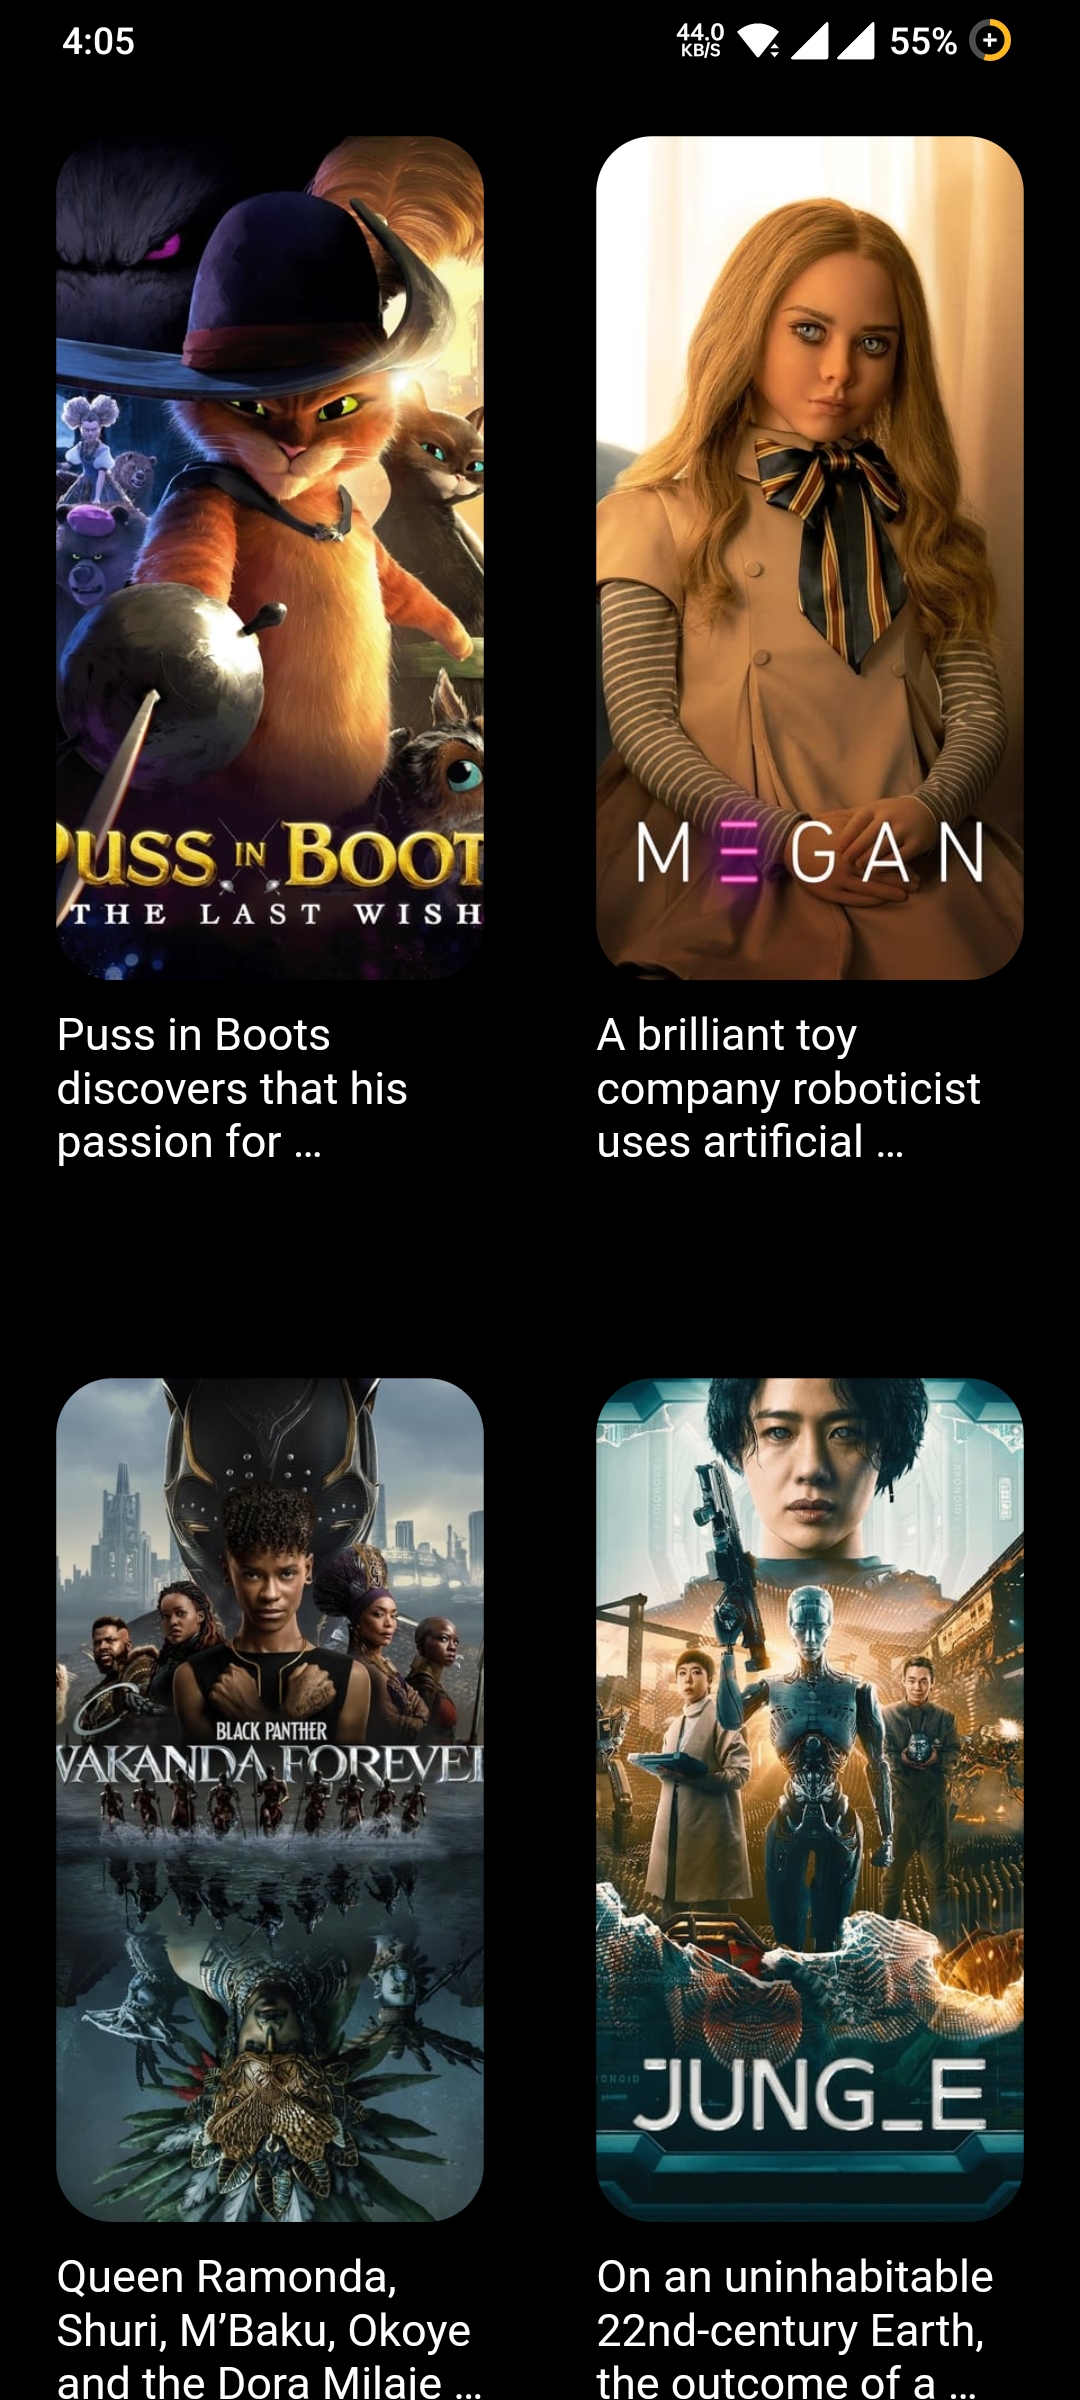 4:05
44.0
KB/S
55%
PUSS IN BOOT
THE LAST WISH
MEGAN
Puss in Boots
discovers that his
passion for ...
A brilliant toy
company roboticist
uses artificial ...
BLACK PANTHER
WAKANDA FOREVER
JUNG_E
Queen Ramonda,
Shuri, M’Baku, Okoye
and the Dora Milaje ...
On an uninhabitable
22nd-century Earth,
the outcome of a ...